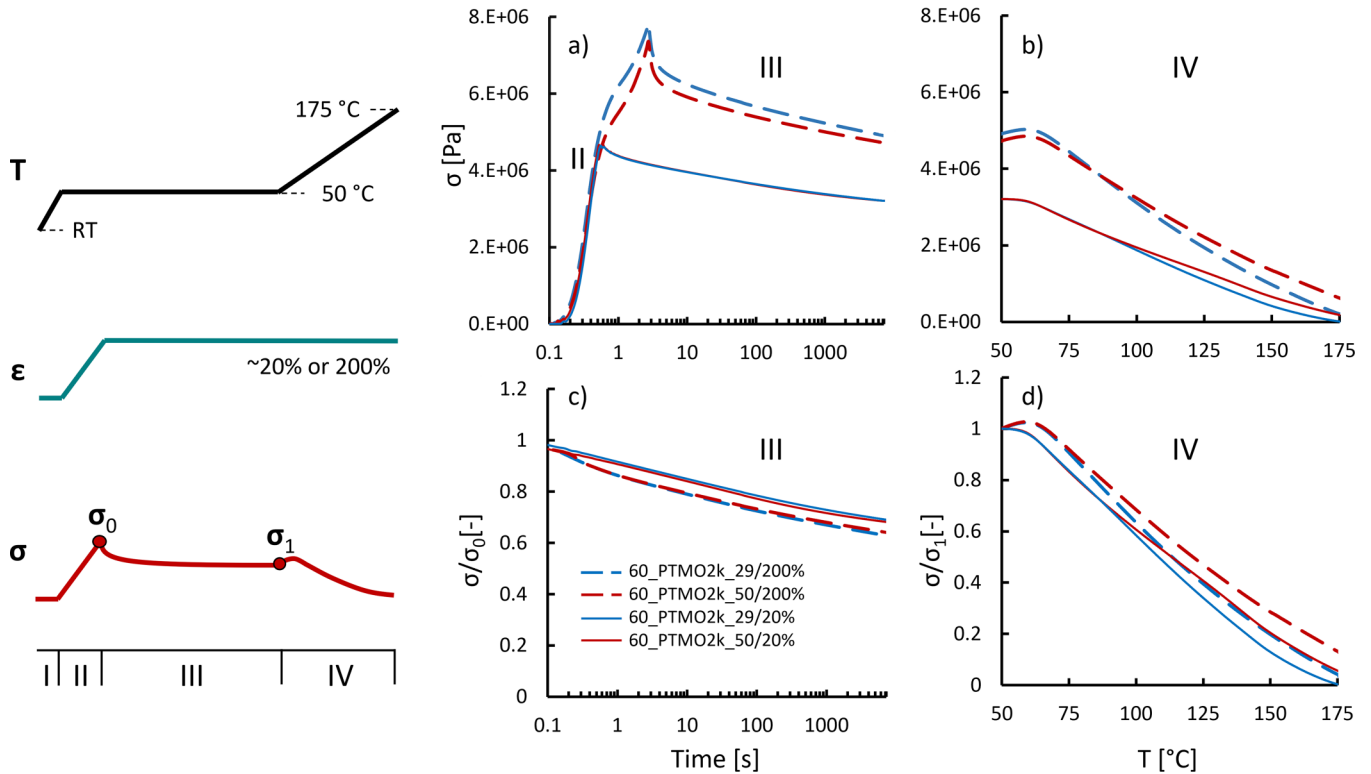 T
175 °C
50 °C
RT
ε
~20% or 200%
σ
σ0
σ1
I II III IV
a)
III
II
σ [Pa]
8.E+06
6.E+06
4.E+06
2.E+06
0.E+00
0.1 1 10 100 1000
b)
IV
8.E+06
6.E+06
4.E+06
2.E+06
0.E+00
50 75 100 125 150 175
c)
III
σ/σ0[-]
1.2
1
0.8
0.6
0.4
0.2
0
60_PTMO2k_29/200%
60_PTMO2k_50/200%
60_PTMO2k_29/20%
60_PTMO2k_50/20%
0.1 1 10 100 1000
Time [s]
d)
IV
σ/σ1[-]
1.2
1
0.8
0.6
0.4
0.2
0
50 75 100 125 150 175
T [°C]